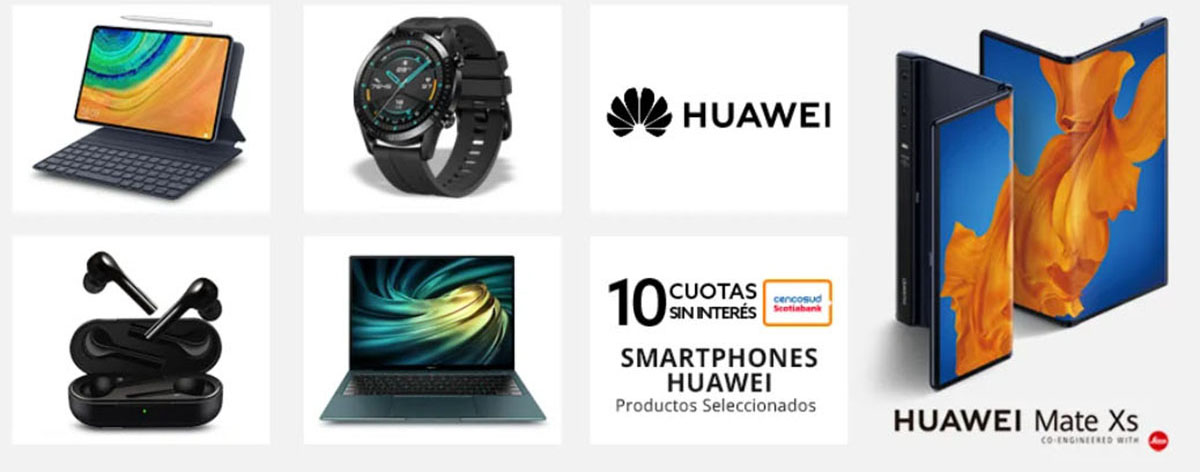 HUAWEI
10 CUOTAS
SIN INTERÉS
cencosud
Scotiabank
SMARTPHONES
HUAWEI
Productos Seleccionados
HUAWEI Mate Xs
CO-ENGINEERED WITH